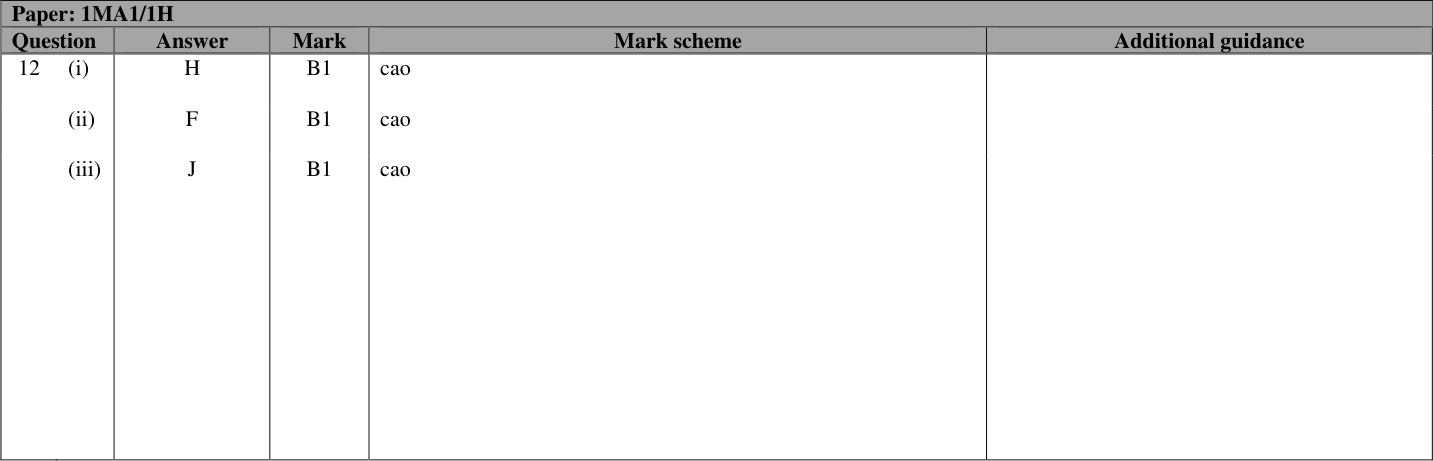 Paper: 1MA1/1H
Question Answer Mark Mark scheme Additional guidance
12 (i) H B1 cao
(ii) F B1 cao
(iii) J B1 cao